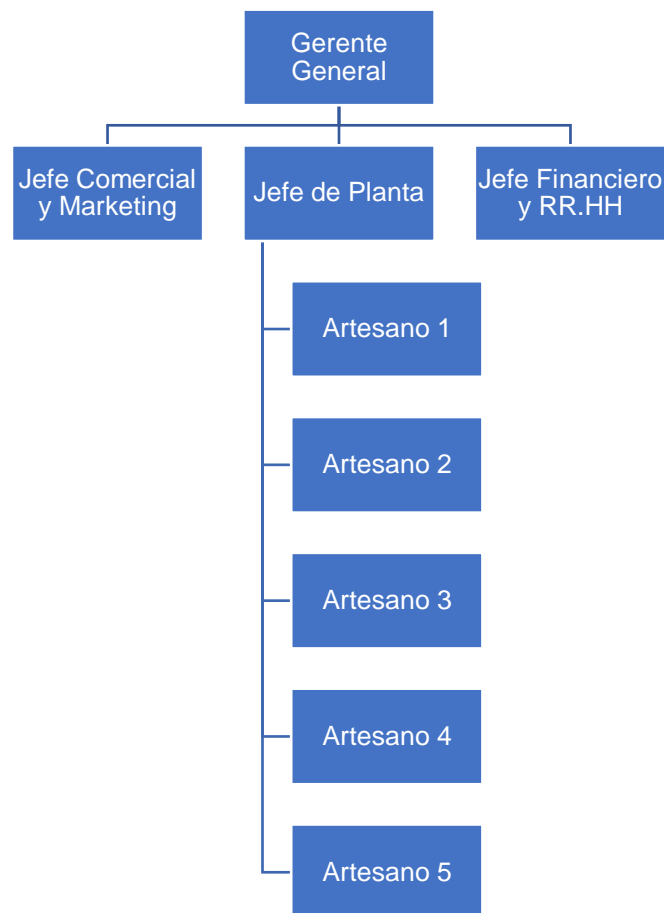 Gerente
General
Jefe Comercial
y Marketing
Jefe de Planta
Jefe Financiero
y RR.HH
Artesano 1
Artesano 2
Artesano 3
Artesano 4
Artesano 5